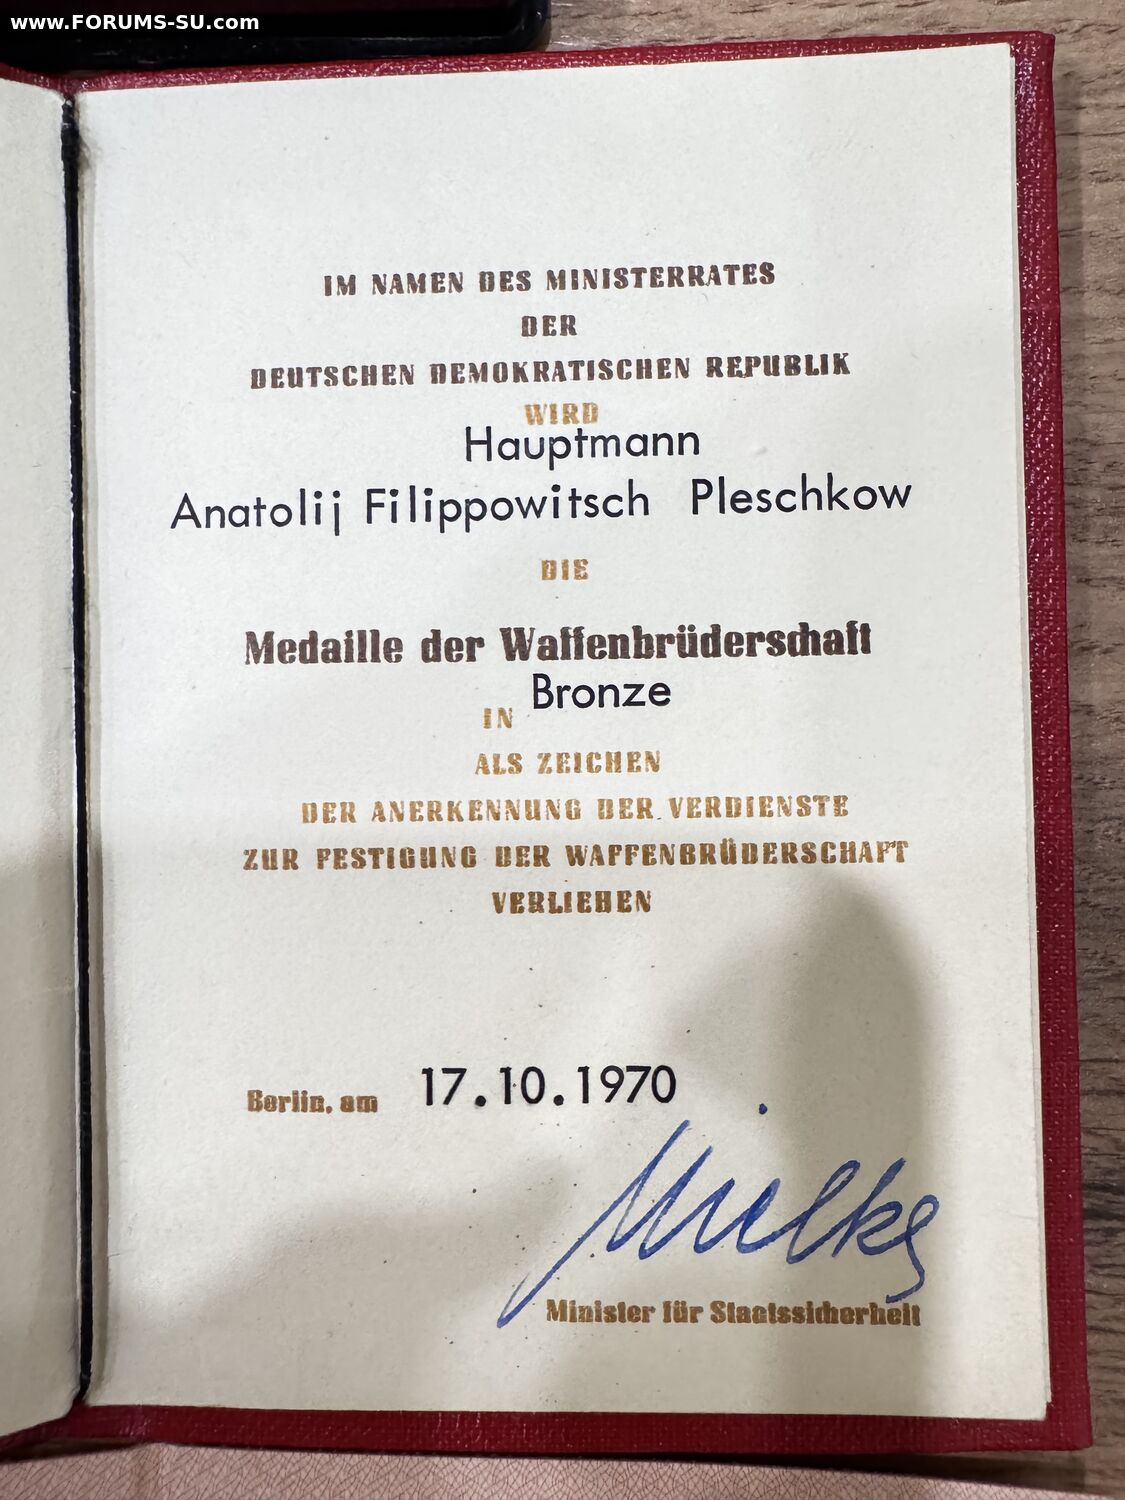 www.FORUMS-SU.com
IM NAMEN DES MINISTERRATES
DER
DEUTSCHEN DEMOKRATISCHEN REPUBLIK
WIRD
Hauptmann
Anatolij Filippowitsch Pleschkow
DIE
Medaille der Waffenbrüderschaft
IN Bronze
ALS ZEICHEN
DER ANERKENNUNG DER VERDIENSTE
ZUR FESTIGUNG DER WAFFENBRÜDERSCHAFT
VERLIEHEN
Berlin, am 17.10.1970
Mielke
Minister für Staatssicherheit